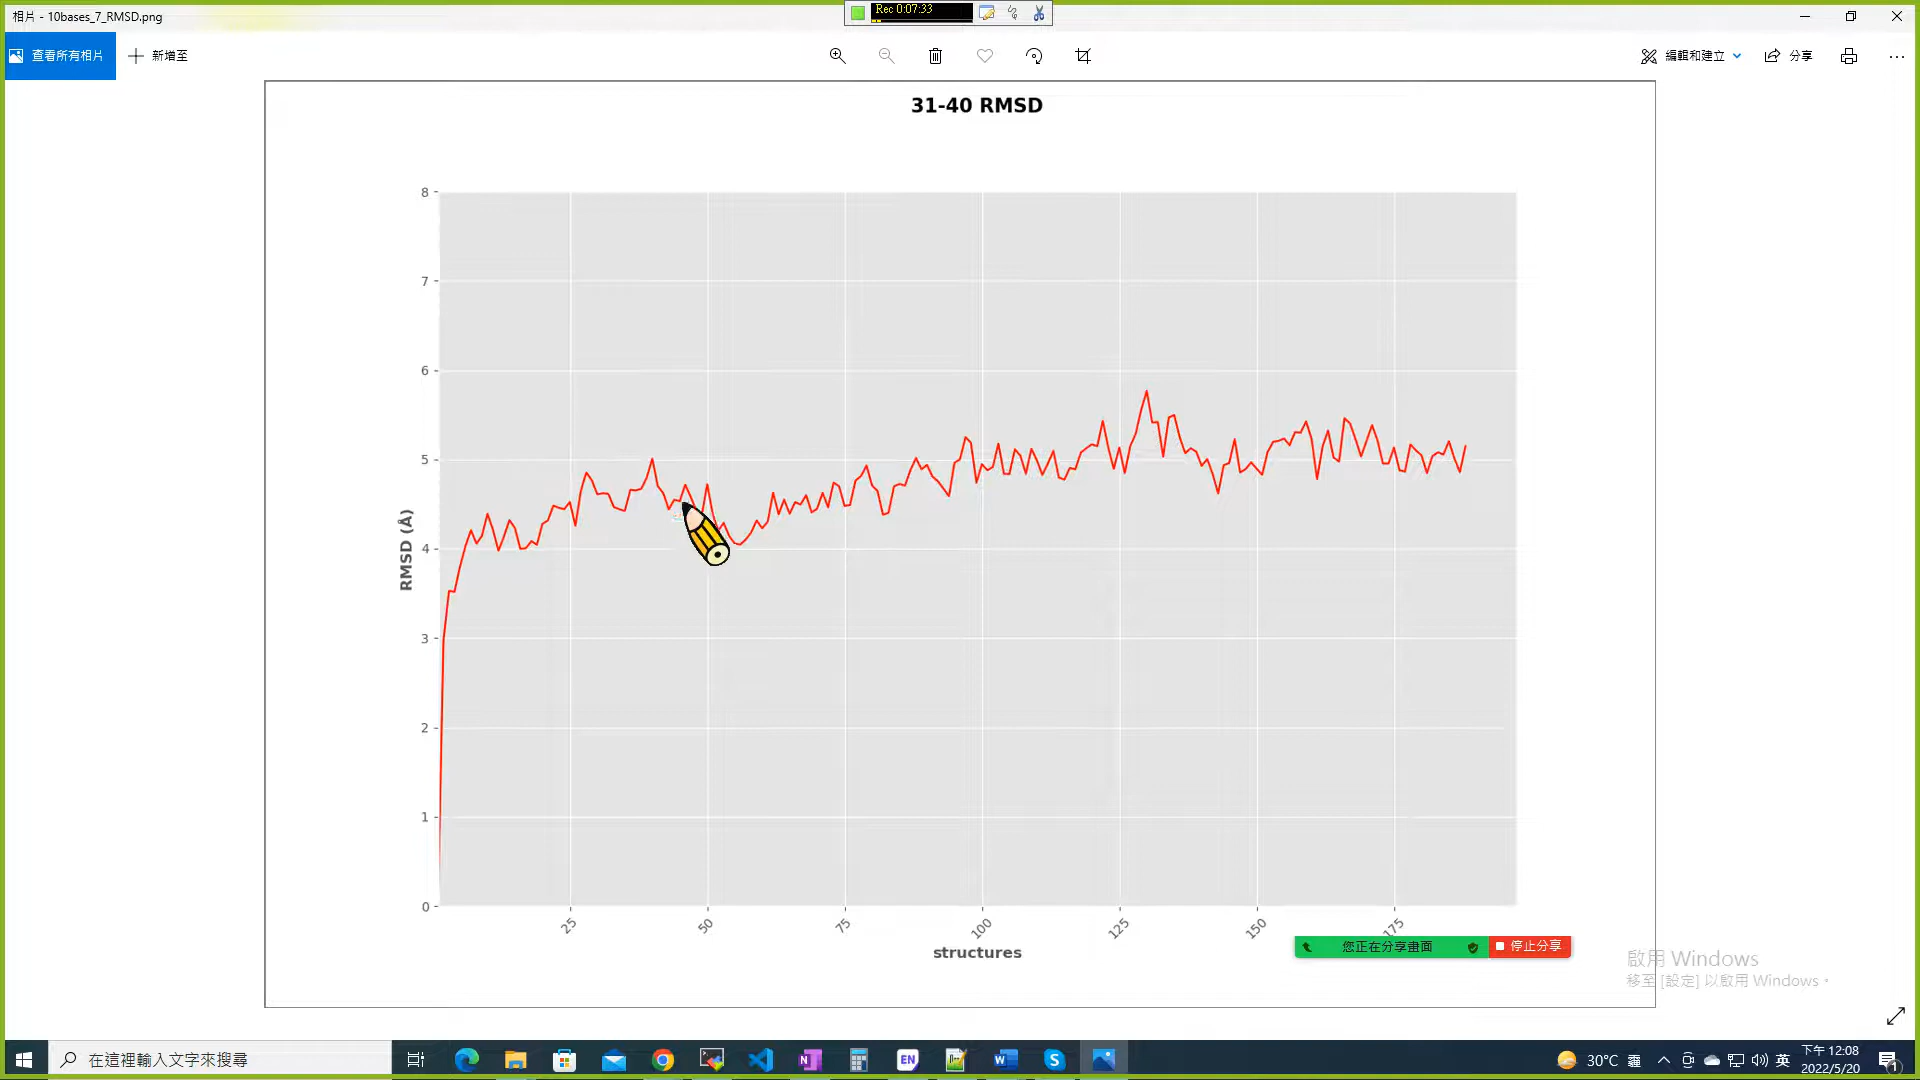 相片 - 10bases_7_RMSD.png
Rec 0:07:33
查看所有相片
新增至
編輯和建立
分享
31-40 RMSD
8
7
6
5
4
3
2
1
0
RMSD (Å)
25
50
75
100
125
150
175
structures
您正在分享畫面
停止分享
啟用 Windows
移至 [設定] 以啟用 Windows。
在這裡輸入文字來搜尋
EN
30°C 霾
英
下午 12:08
2022/5/20
1